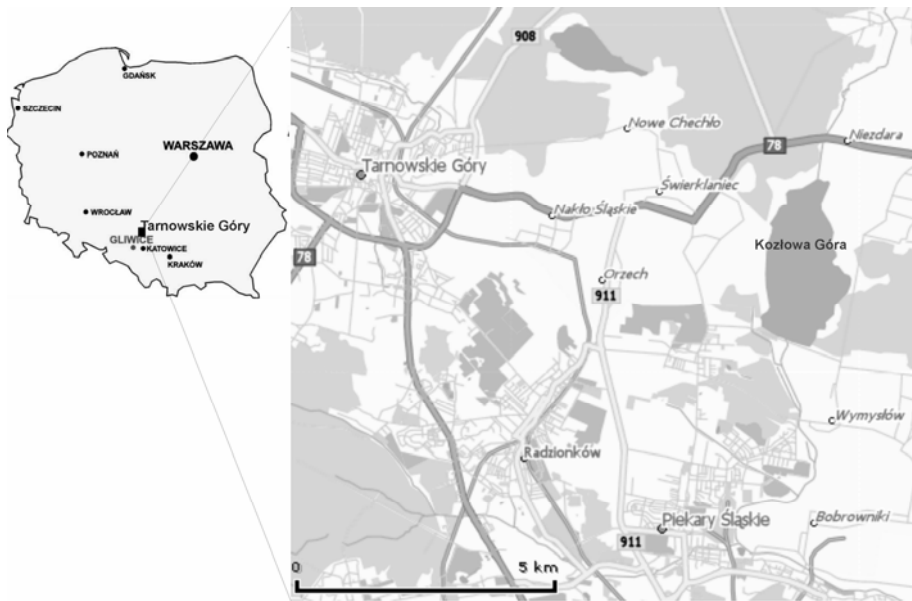 GDAŃSK
SZCZECIN
POZNAŃ
WARSZAWA
WROCŁAW
Tarnowskie Góry
GLIWICE
KATOWICE
KRAKÓW
908
Nowe Chechło
78
Niezdara
Tarnowskie Góry
Świerklaniec
Nakło Śląskie
Kozłowa Góra
78
Orzech
911
Wymysłów
Radzionków
Piekary Śląskie
Bobrowniki
911
0
5 km